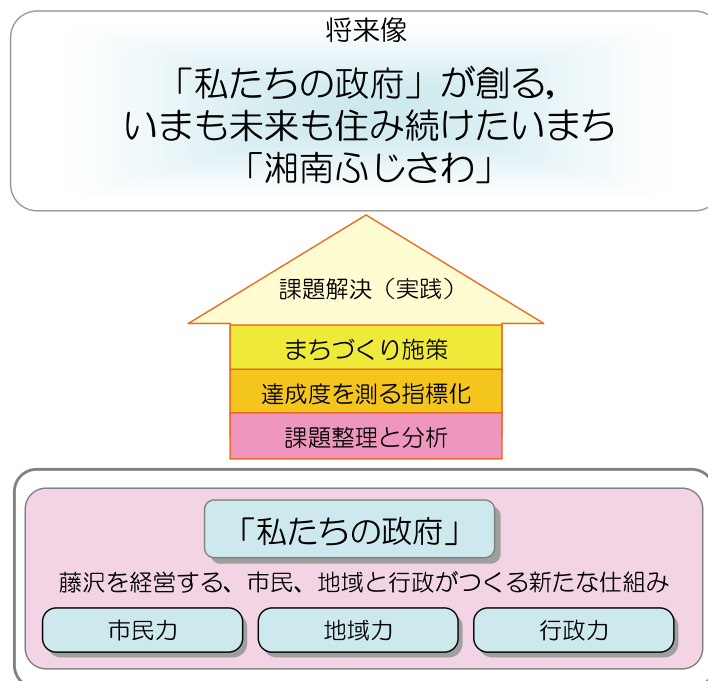 将来像
「私たちの政府」が創る,
いまも未来も住み続けたいまち
「湘南ふじさわ」
課題解決（実践）
まちづくり施策
達成度を測る指標化
課題整理と分析
「私たちの政府」
藤沢を経営する、市民、地域と行政がつくる新たな仕組み
市民力
地域力
行政力